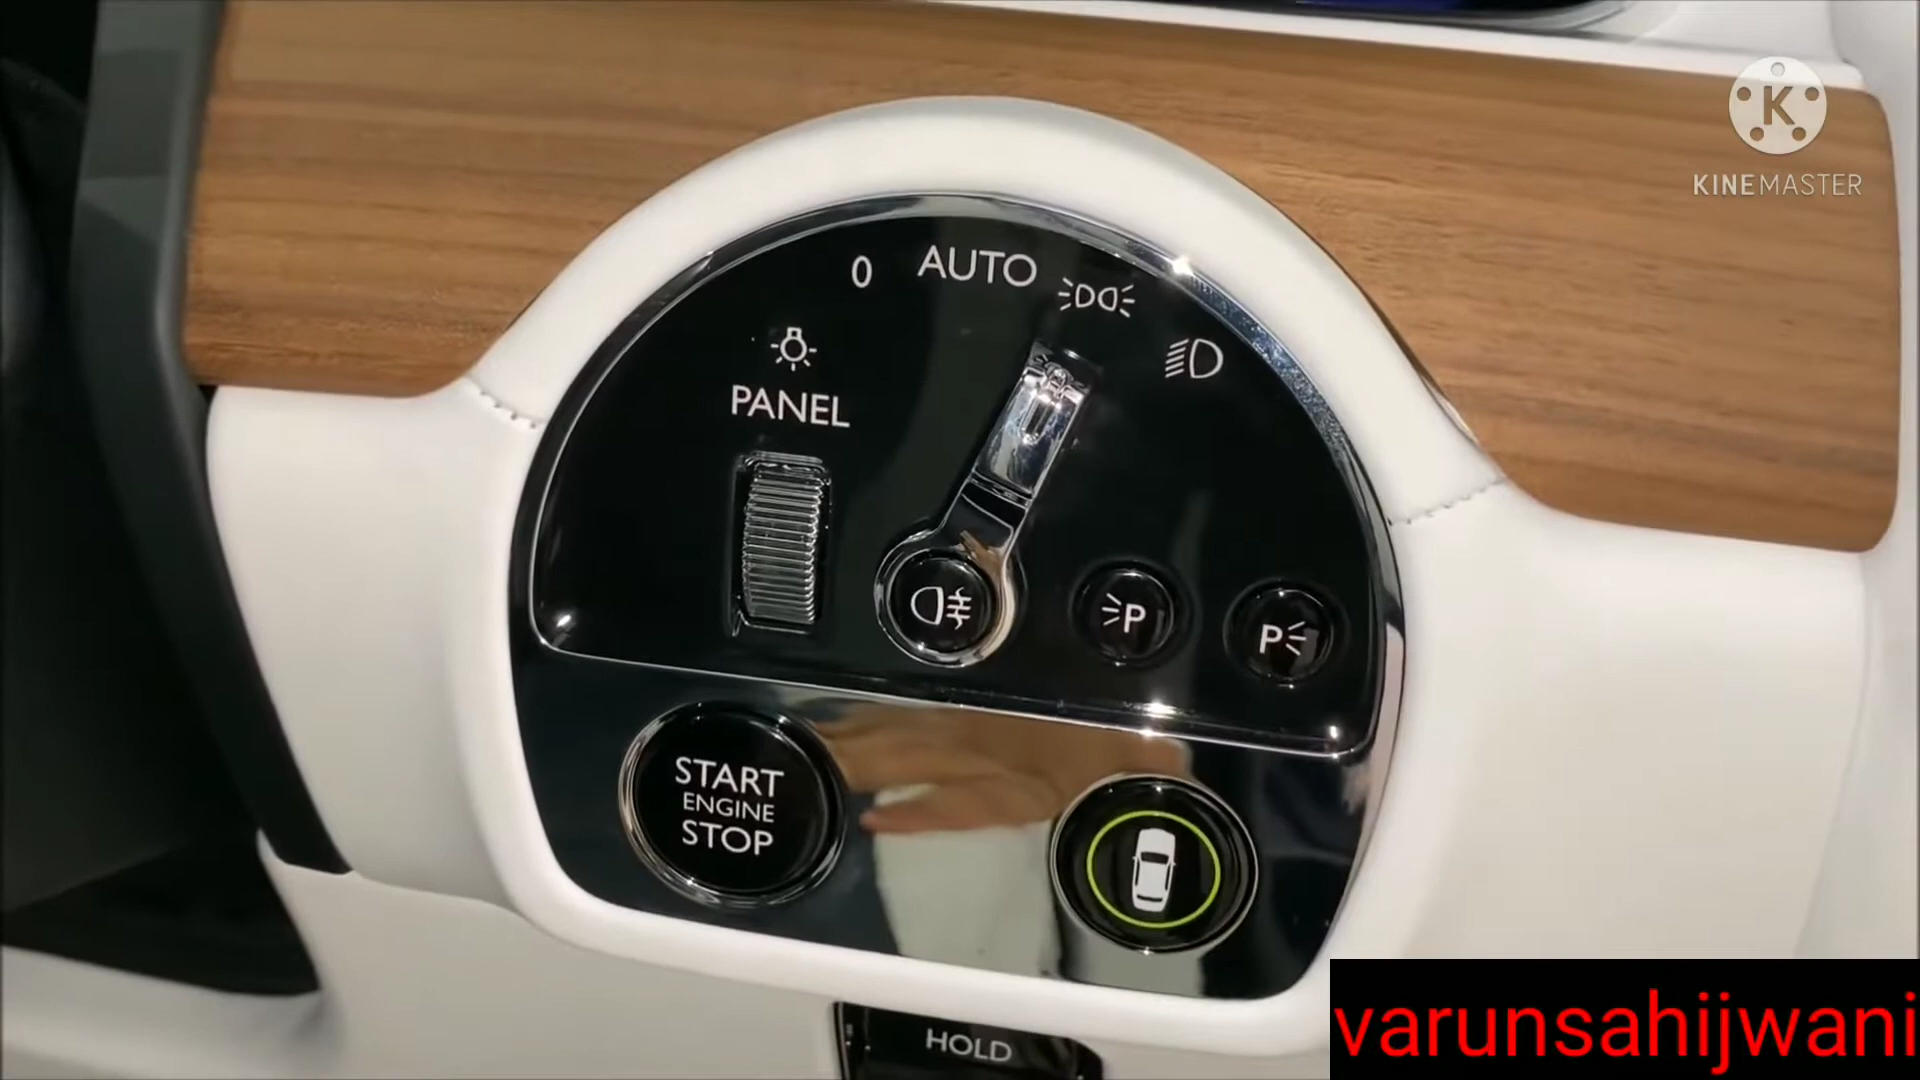 KINEMASTER
0
AUTO
PANEL
P
P
START
ENGINE
STOP
HOLD
varunsahijwani